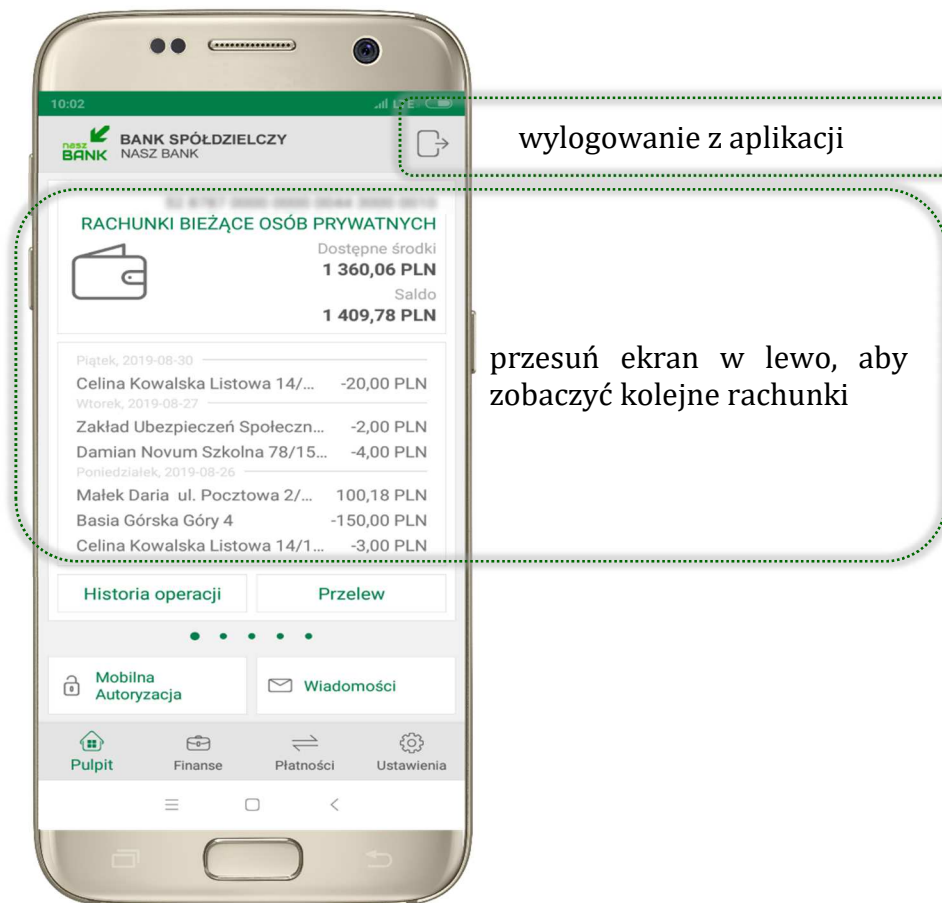 10:02 LTE
nasz BANK
BANK SPÓŁDZIELCZY
NASZ BANK
wylogowanie z aplikacji
RACHUNKI BIEŻĄCE OSÓB PRYWATNYCH
Dostępne środki
1 360,06 PLN
Saldo
1 409,78 PLN
Piątek, 2019-08-30
Celina Kowalska Listowa 14/... -20,00 PLN
Wtorek, 2019-08-27
Zakład Ubezpieczeń Społeczn... -2,00 PLN
Damian Novum Szkolna 78/15... -4,00 PLN
Poniedziałek, 2019-08-26
Małek Daria ul. Pocztowa 2/... 100,18 PLN
Basia Górska Góry 4 -150,00 PLN
Celina Kowalska Listowa 14/1... -3,00 PLN
przesuń ekran w lewo, aby
zobaczyć kolejne rachunki
Historia operacji Przelew
Mobilna
Autoryzacja
Wiadomości
Pulpit Finanse Płatności Ustawienia